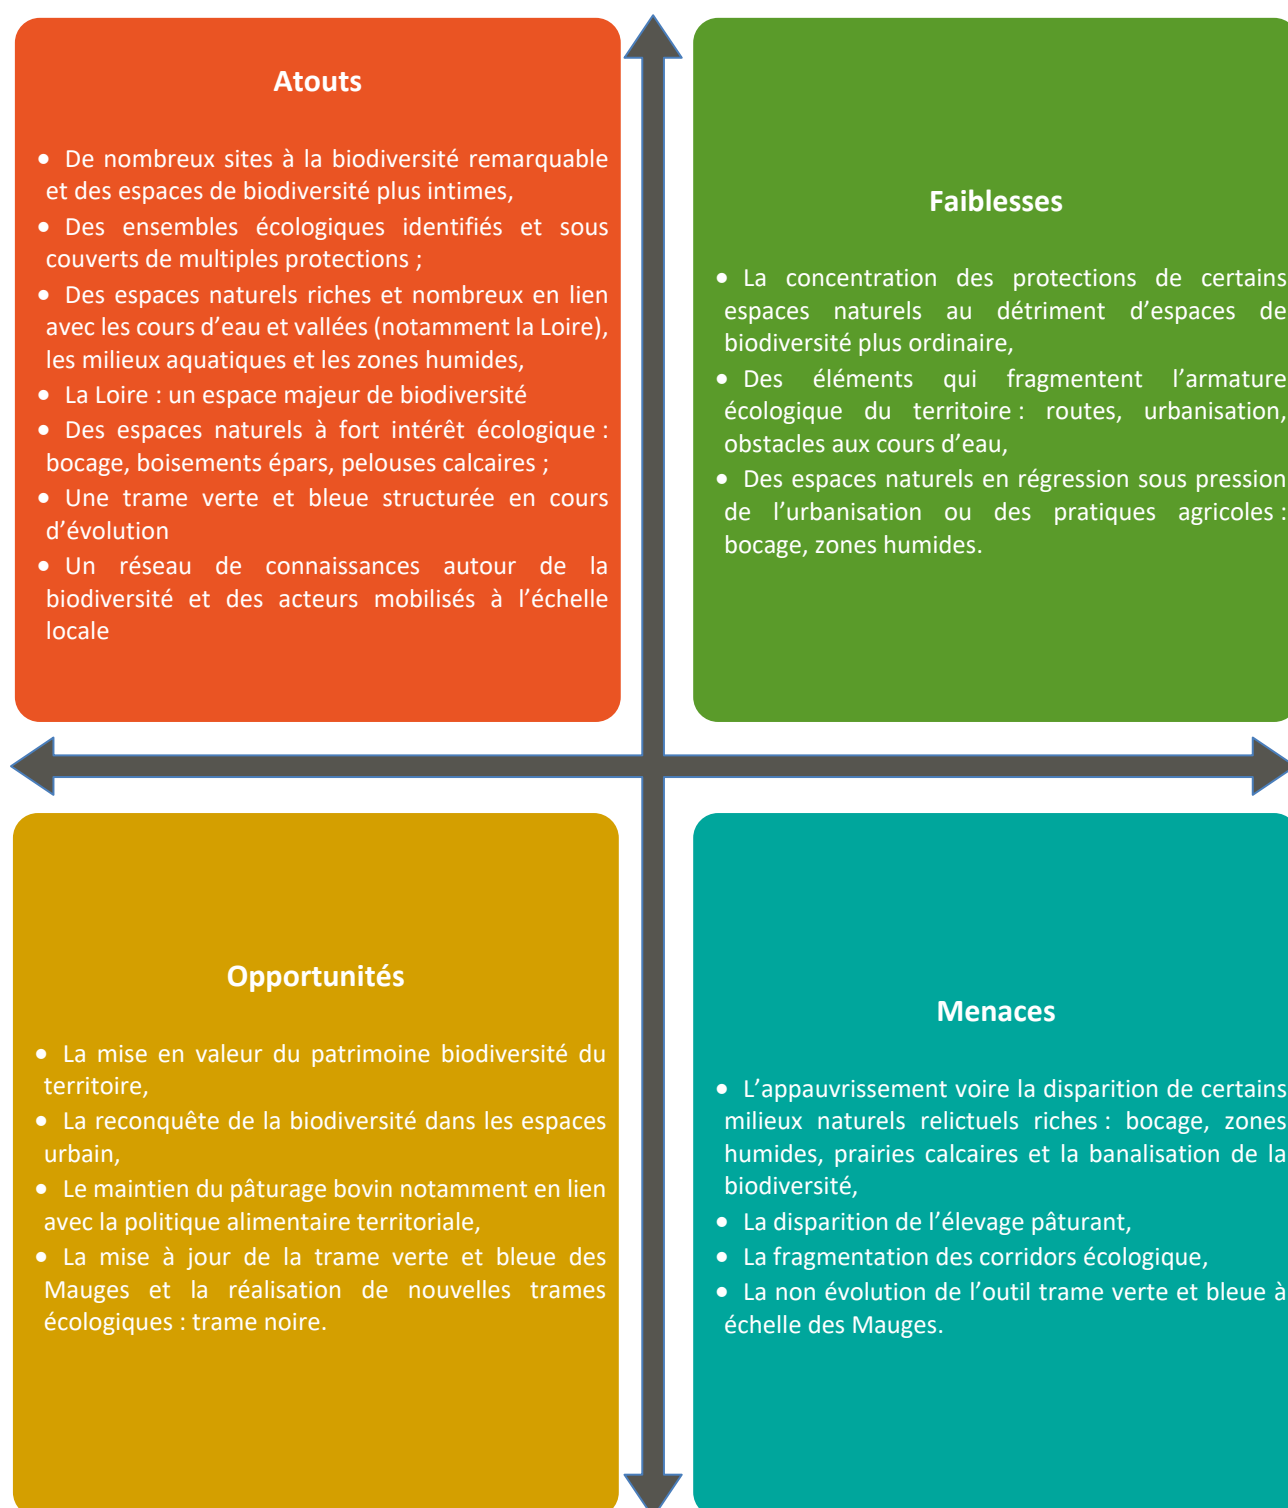 Atouts
• De nombreux sites à la biodiversité remarquable
et des espaces de biodiversité plus intimes,
• Des ensembles écologiques identifiés et sous
couverts de multiples protections ;
• Des espaces naturels riches et nombreux en lien
avec les cours d’eau et vallées (notamment la Loire),
les milieux aquatiques et les zones humides,
• La Loire : un espace majeur de biodiversité
• Des espaces naturels à fort intérêt écologique :
bocage, boisements épars, pelouses calcaires ;
• Une trame verte et bleue structurée en cours
d’évolution
• Un réseau de connaissances autour de la
biodiversité et des acteurs mobilisés à l’échelle
locale
Faiblesses
• La concentration des protections de certains
espaces naturels au détriment d’espaces de
biodiversité plus ordinaire,
• Des éléments qui fragmentent l’armature
écologique du territoire : routes, urbanisation,
obstacles aux cours d’eau,
• Des espaces naturels en régression sous pression
de l’urbanisation ou des pratiques agricoles :
bocage, zones humides.
Opportunités
• La mise en valeur du patrimoine biodiversité du
territoire,
• La reconquête de la biodiversité dans les espaces
urbain,
• Le maintien du pâturage bovin notamment en lien
avec la politique alimentaire territoriale,
• La mise à jour de la trame verte et bleue des
Mauges et la réalisation de nouvelles trames
écologiques : trame noire.
Menaces
• L’appauvrissement voire la disparition de certains
milieux naturels relictuels riches : bocage, zones
humides, prairies calcaires et la banalisation de la
biodiversité,
• La disparition de l’élevage pâturant,
• La fragmentation des corridors écologique,
• La non évolution de l’outil trame verte et bleue à
échelle des Mauges.